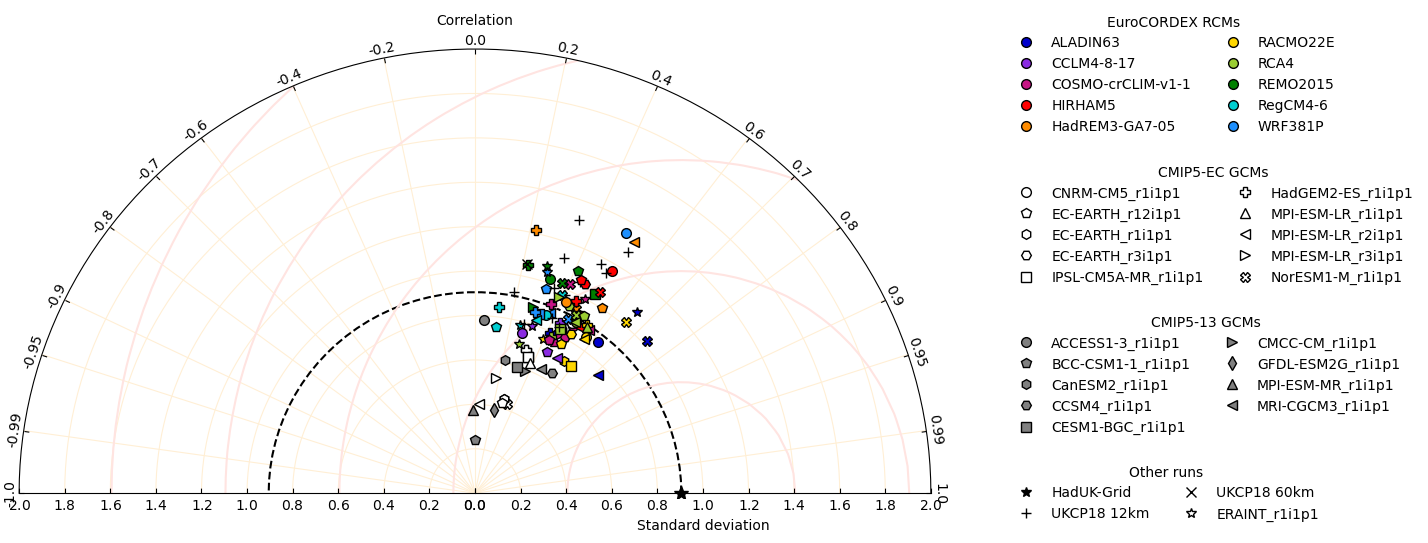 Correlation
0.0
-0.2
0.2
-0.4
0.4
-0.6
0.6
-0.7
0.7
-0.8
0.8
-0.9
0.9
-0.95
0.95
-0.99
0.99
-1.0
1.0
2.0 1.8 1.6 1.4 1.2 1.0 0.8 0.6 0.4 0.2 0.0 0.2 0.4 0.6 0.8 1.0 1.2 1.4 1.6 1.8 2.0
Standard deviation
EuroCORDEX RCMs
ALADIN63 RACMO22E
CCLM4-8-17 RCA4
COSMO-crCLIM-v1-1 REMO2015
HIRHAM5 RegCM4-6
HadREM3-GA7-05 WRF381P
CMIP5-EC GCMs
CNRM-CM5_r1i1p1 HadGEM2-ES_r1i1p1
EC-EARTH_r12i1p1 MPI-ESM-LR_r1i1p1
EC-EARTH_r1i1p1 MPI-ESM-LR_r2i1p1
EC-EARTH_r3i1p1 MPI-ESM-LR_r3i1p1
IPSL-CM5A-MR_r1i1p1 NorESM1-M_r1i1p1
CMIP5-13 GCMs
ACCESS1-3_r1i1p1 CMCC-CM_r1i1p1
BCC-CSM1-1_r1i1p1 GFDL-ESM2G_r1i1p1
CanESM2_r1i1p1 MPI-ESM-MR_r1i1p1
CCSM4_r1i1p1 MRI-CGCM3_r1i1p1
CESM1-BGC_r1i1p1
Other runs
HadUK-Grid UKCP18 60km
UKCP18 12km ERAINT_r1i1p1